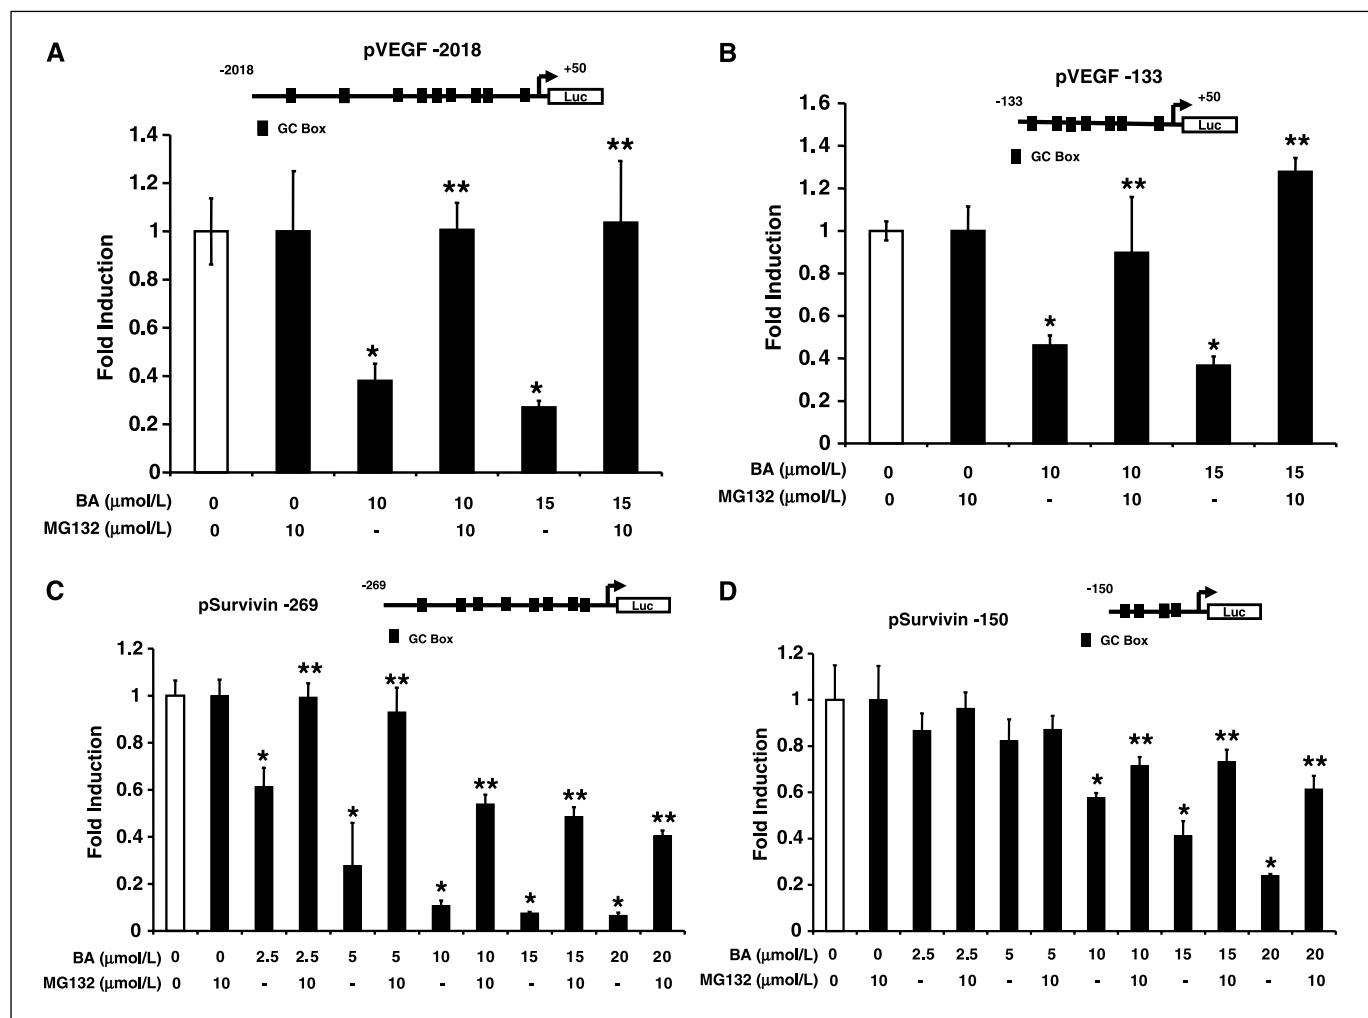 A
pVEGF -2018
-2018
+50
Luc
GC Box
1.4
1.2
1
0.8
0.6
0.4
0.2
0
Fold Induction
*
**
*
**
BA (μmol/L) 0 0 10 10 15 15
MG132 (μmol/L) 0 10 - 10 - 10
B
pVEGF -133
-133
+50
Luc
GC Box
1.6
1.4
1.2
1
0.8
0.6
0.4
0.2
0
Fold Induction
*
**
*
**
BA (μmol/L) 0 0 10 10 15 15
MG132 (μmol/L) 0 10 - 10 - 10
C
pSurvivin -269
-269
Luc
GC Box
1.2
1
0.8
0.6
0.4
0.2
0
Fold Induction
*
**
*
**
*
**
*
**
*
**
BA (μmol/L) 0 0 2.5 2.5 5 5 10 10 15 15 20 20
MG132 (μmol/L) 0 10 - 10 - 10 - 10 - 10 - 10
D
pSurvivin -150
-150
Luc
GC Box
1.2
1
0.8
0.6
0.4
0.2
0
Fold Induction
*
**
*
**
*
**
BA (μmol/L) 0 0 2.5 2.5 5 5 10 10 15 15 20 20
MG132 (μmol/L) 0 10 - 10 - 10 - 10 - 10 - 10